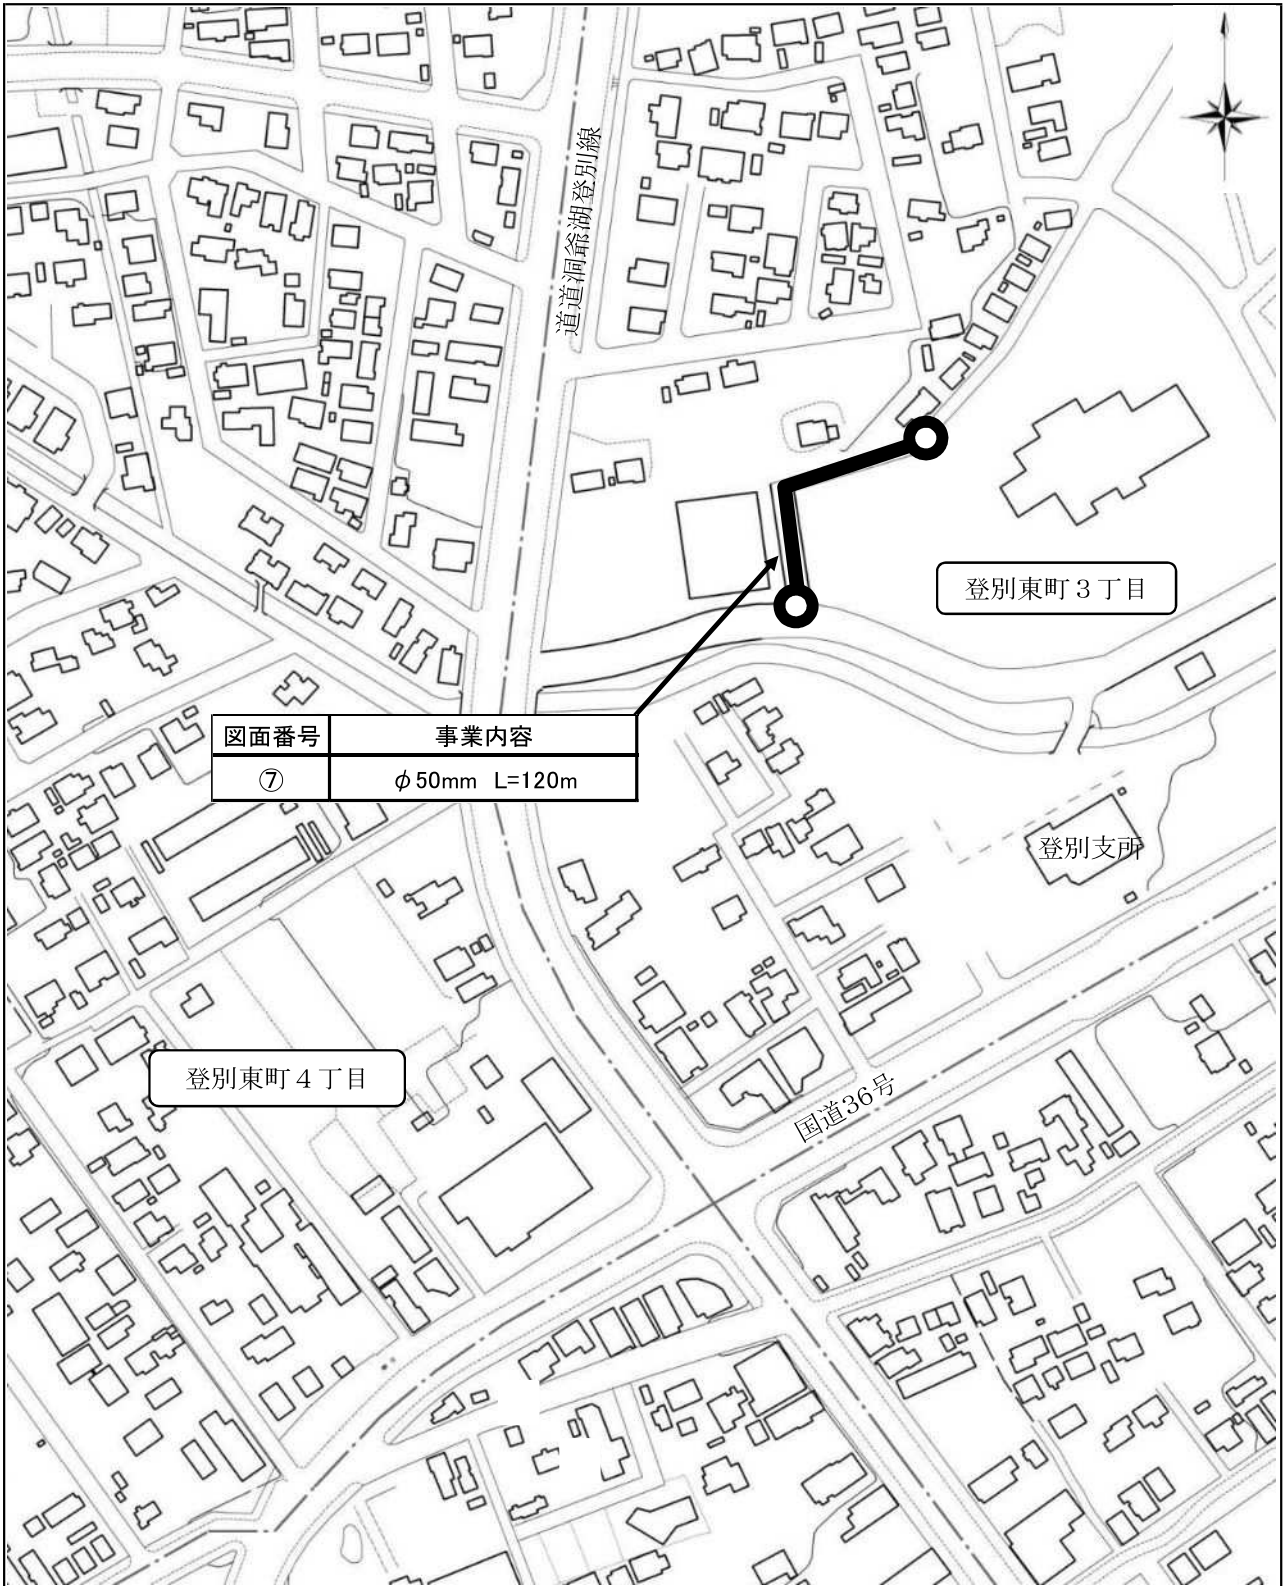 道道洞爺湖登別線
登別東町３丁目
図面番号 事業内容
⑦ φ50mm L=120m
登別支所
登別東町４丁目
国道36号